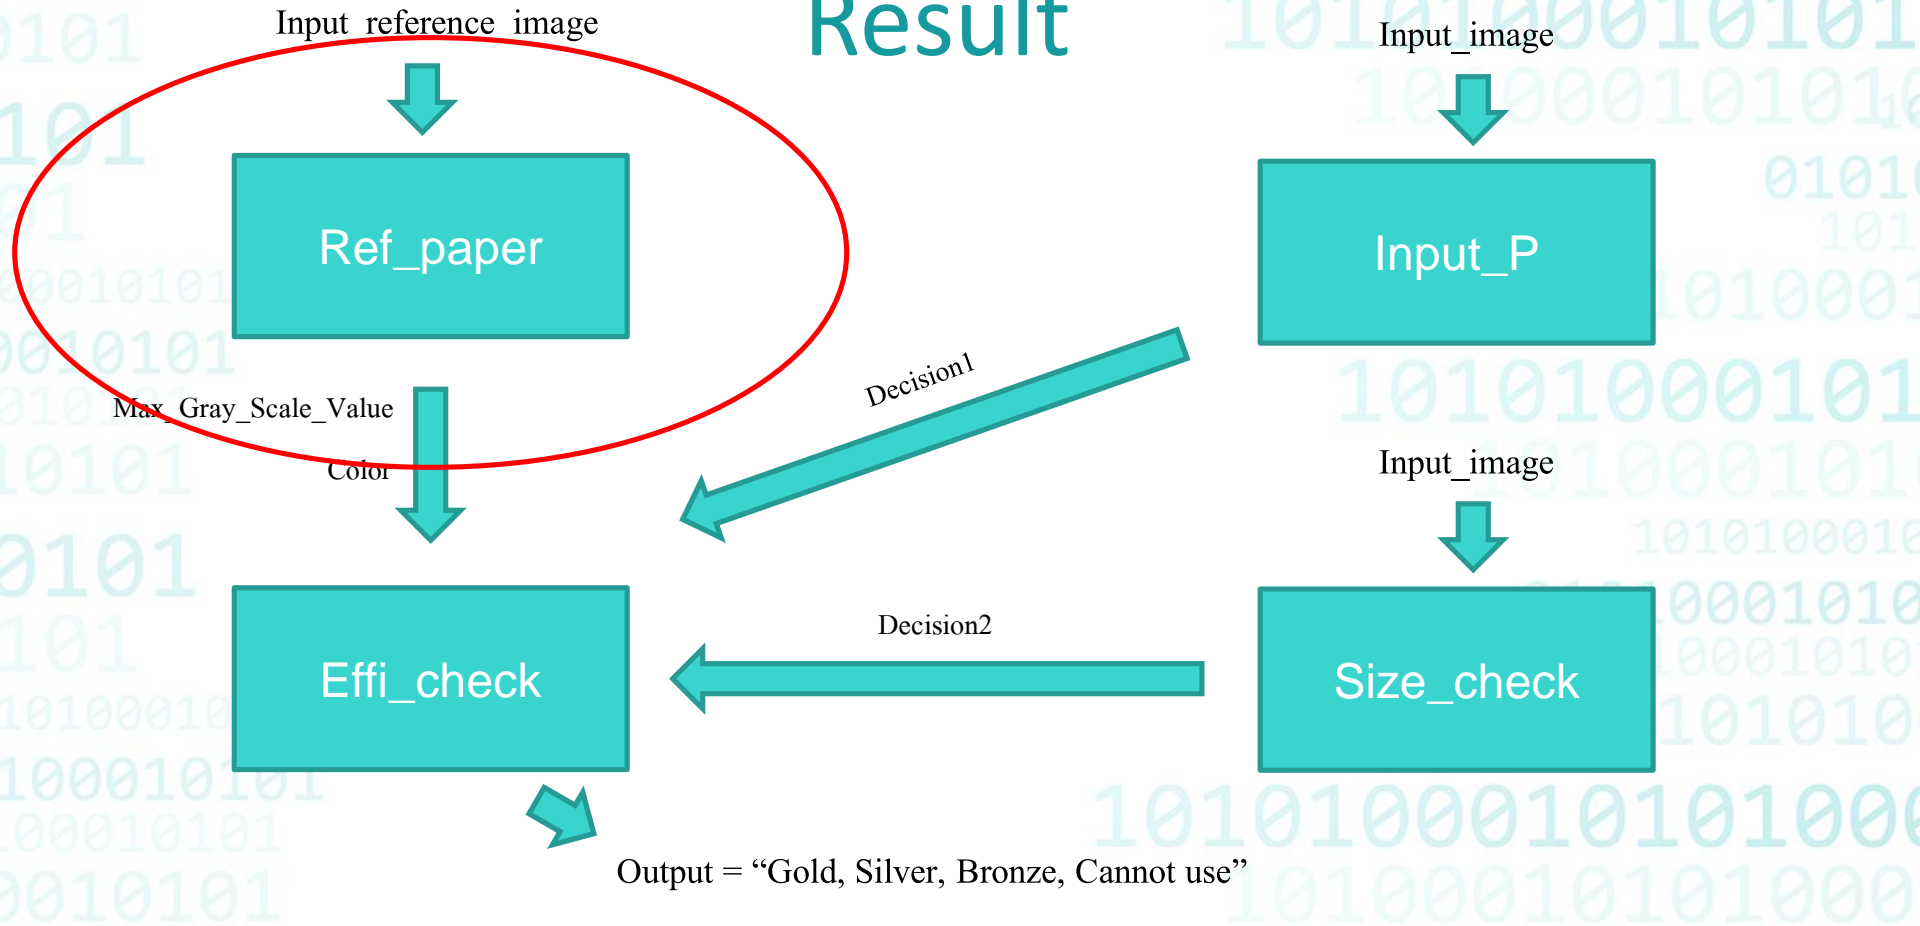 Result
Input_reference_image
Input_image
Ref_paper
Input_P
Decision1
Max_Gray_Scale_Value
Color
Input_image
Decision2
Effi_check
Size_check
Output = “Gold, Silver, Bronze, Cannot use”